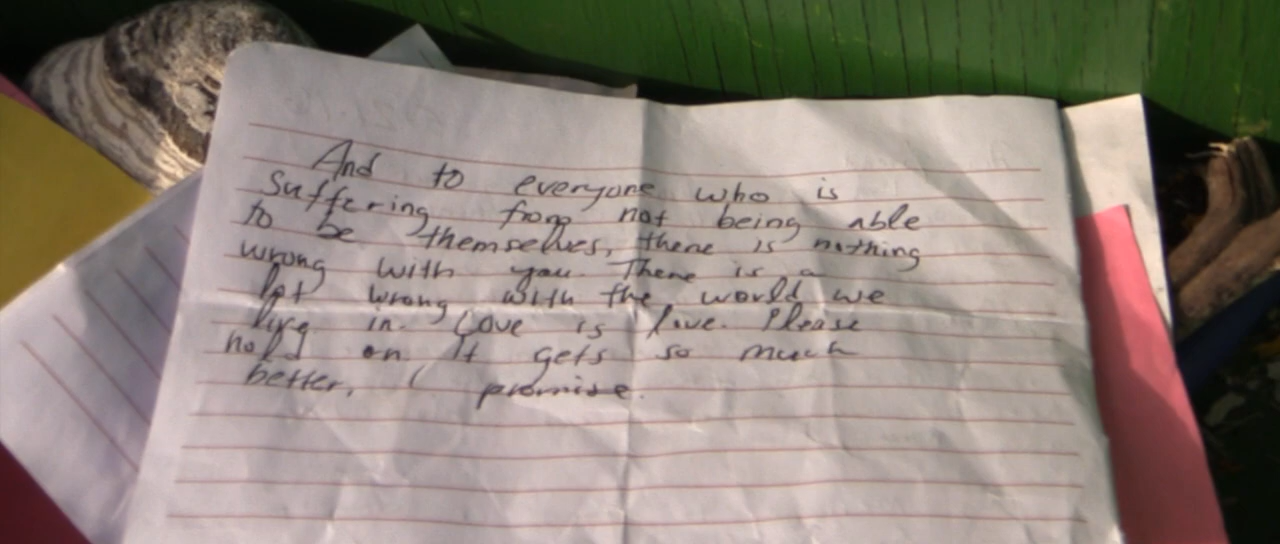 And to everyone who is
suffering from not being able
to be themselves, there is nothing
wrong with you. There is a
lot wrong with the world we
live in. Love is love. Please
hold on. It gets so much
better, I promise.